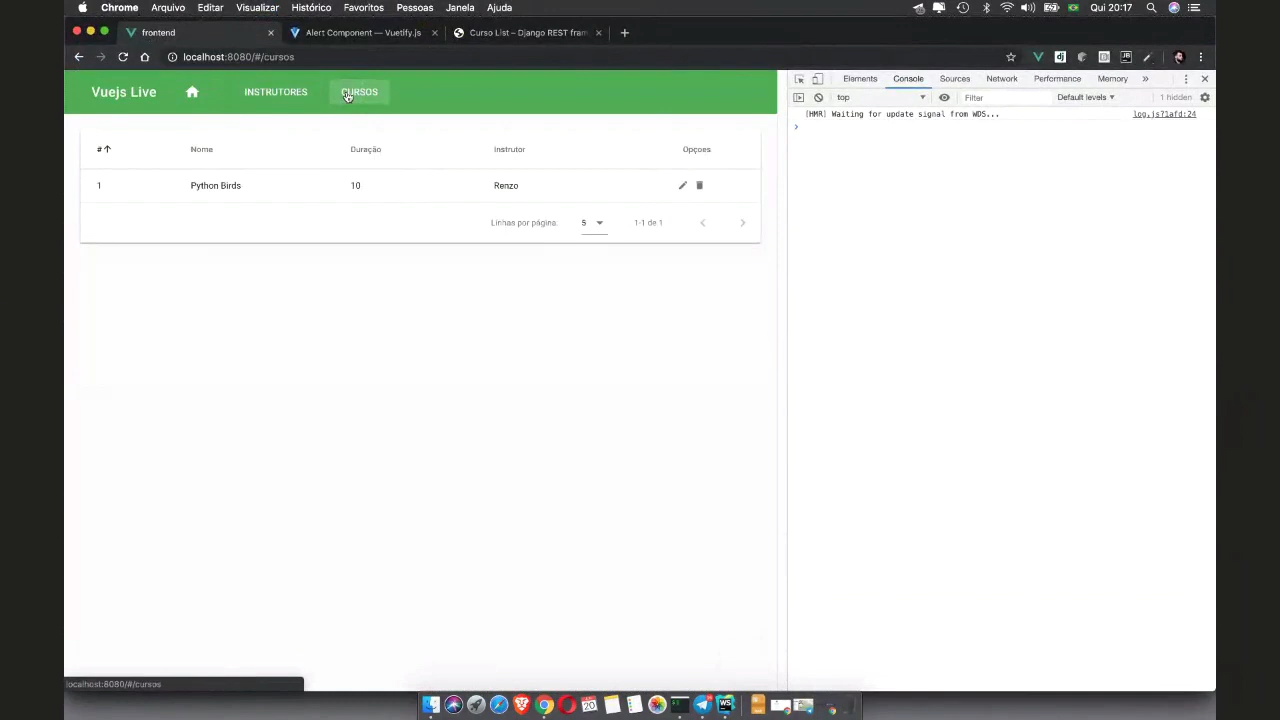 Chrome Arquivo Editar Visualizar Histórico Favoritos Pessoas Janela Ajuda Qui 20:17
frontend
Alert Component — Vuetify.js
Curso List – Django REST fram
localhost:8080/#/cursos
Vuejs Live INSTRUTORES CURSOS
Elements Console Sources Network Performance Memory
top Filter Default levels 1 hidden
[HMR] Waiting for update signal from WDS... log.js?1afd:24
# Nome Duração Instrutor Opçoes
1 Python Birds 10 Renzo
Linhas por página: 5 1-1 de 1
localhost:8080/#/cursos